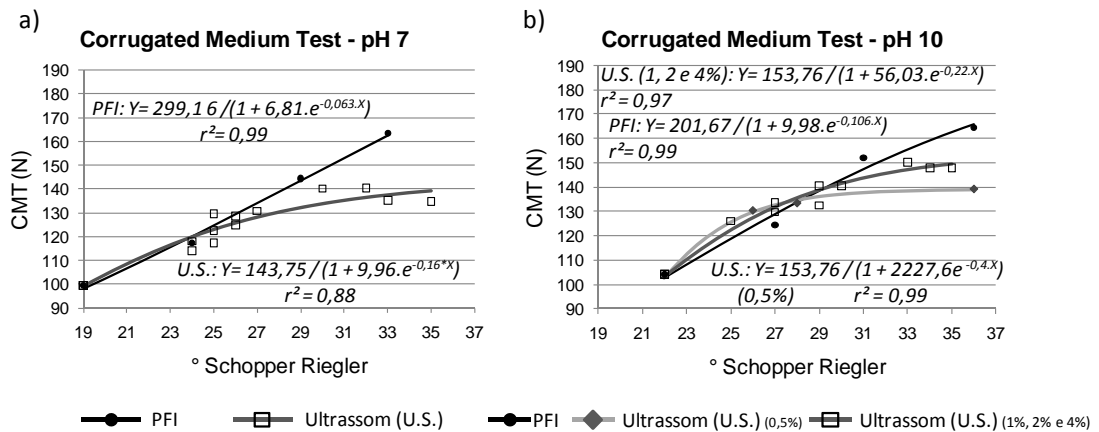 a)
Corrugated Medium Test - pH 7
190
180
170
160
150
140
130
120
110
100
90
CMT (N)
PFI: Y= 299,1 6 /(1 + 6,81.e^-0,063.X)
r² = 0,99
U.S.: Y= 143,75 / (1 + 9,96.e^-0,16*X)
r² = 0,88
19 21 23 25 27 29 31 33 35 37
° Schopper Riegler
b)
Corrugated Medium Test - pH 10
190
180
170
160
150
140
130
120
110
100
90
CMT (N)
U.S. (1, 2 e 4%) : Y= 153,76 / (1 + 56,03.e^-0,22.X)
r² = 0,97
PFI: Y= 201,67 / (1 + 9,98.e^-0,106.X)
r² = 0,99
U.S.: Y= 153,76 / (1 + 2227,6e^-0,4.X)
(0,5%) r² = 0,99
19 21 23 25 27 29 31 33 35 37
° Schopper Riegler
PFI Ultrassom (U.S.) PFI Ultrassom (U.S.) (0,5%) Ultrassom (U.S.) (1%, 2% e 4%)